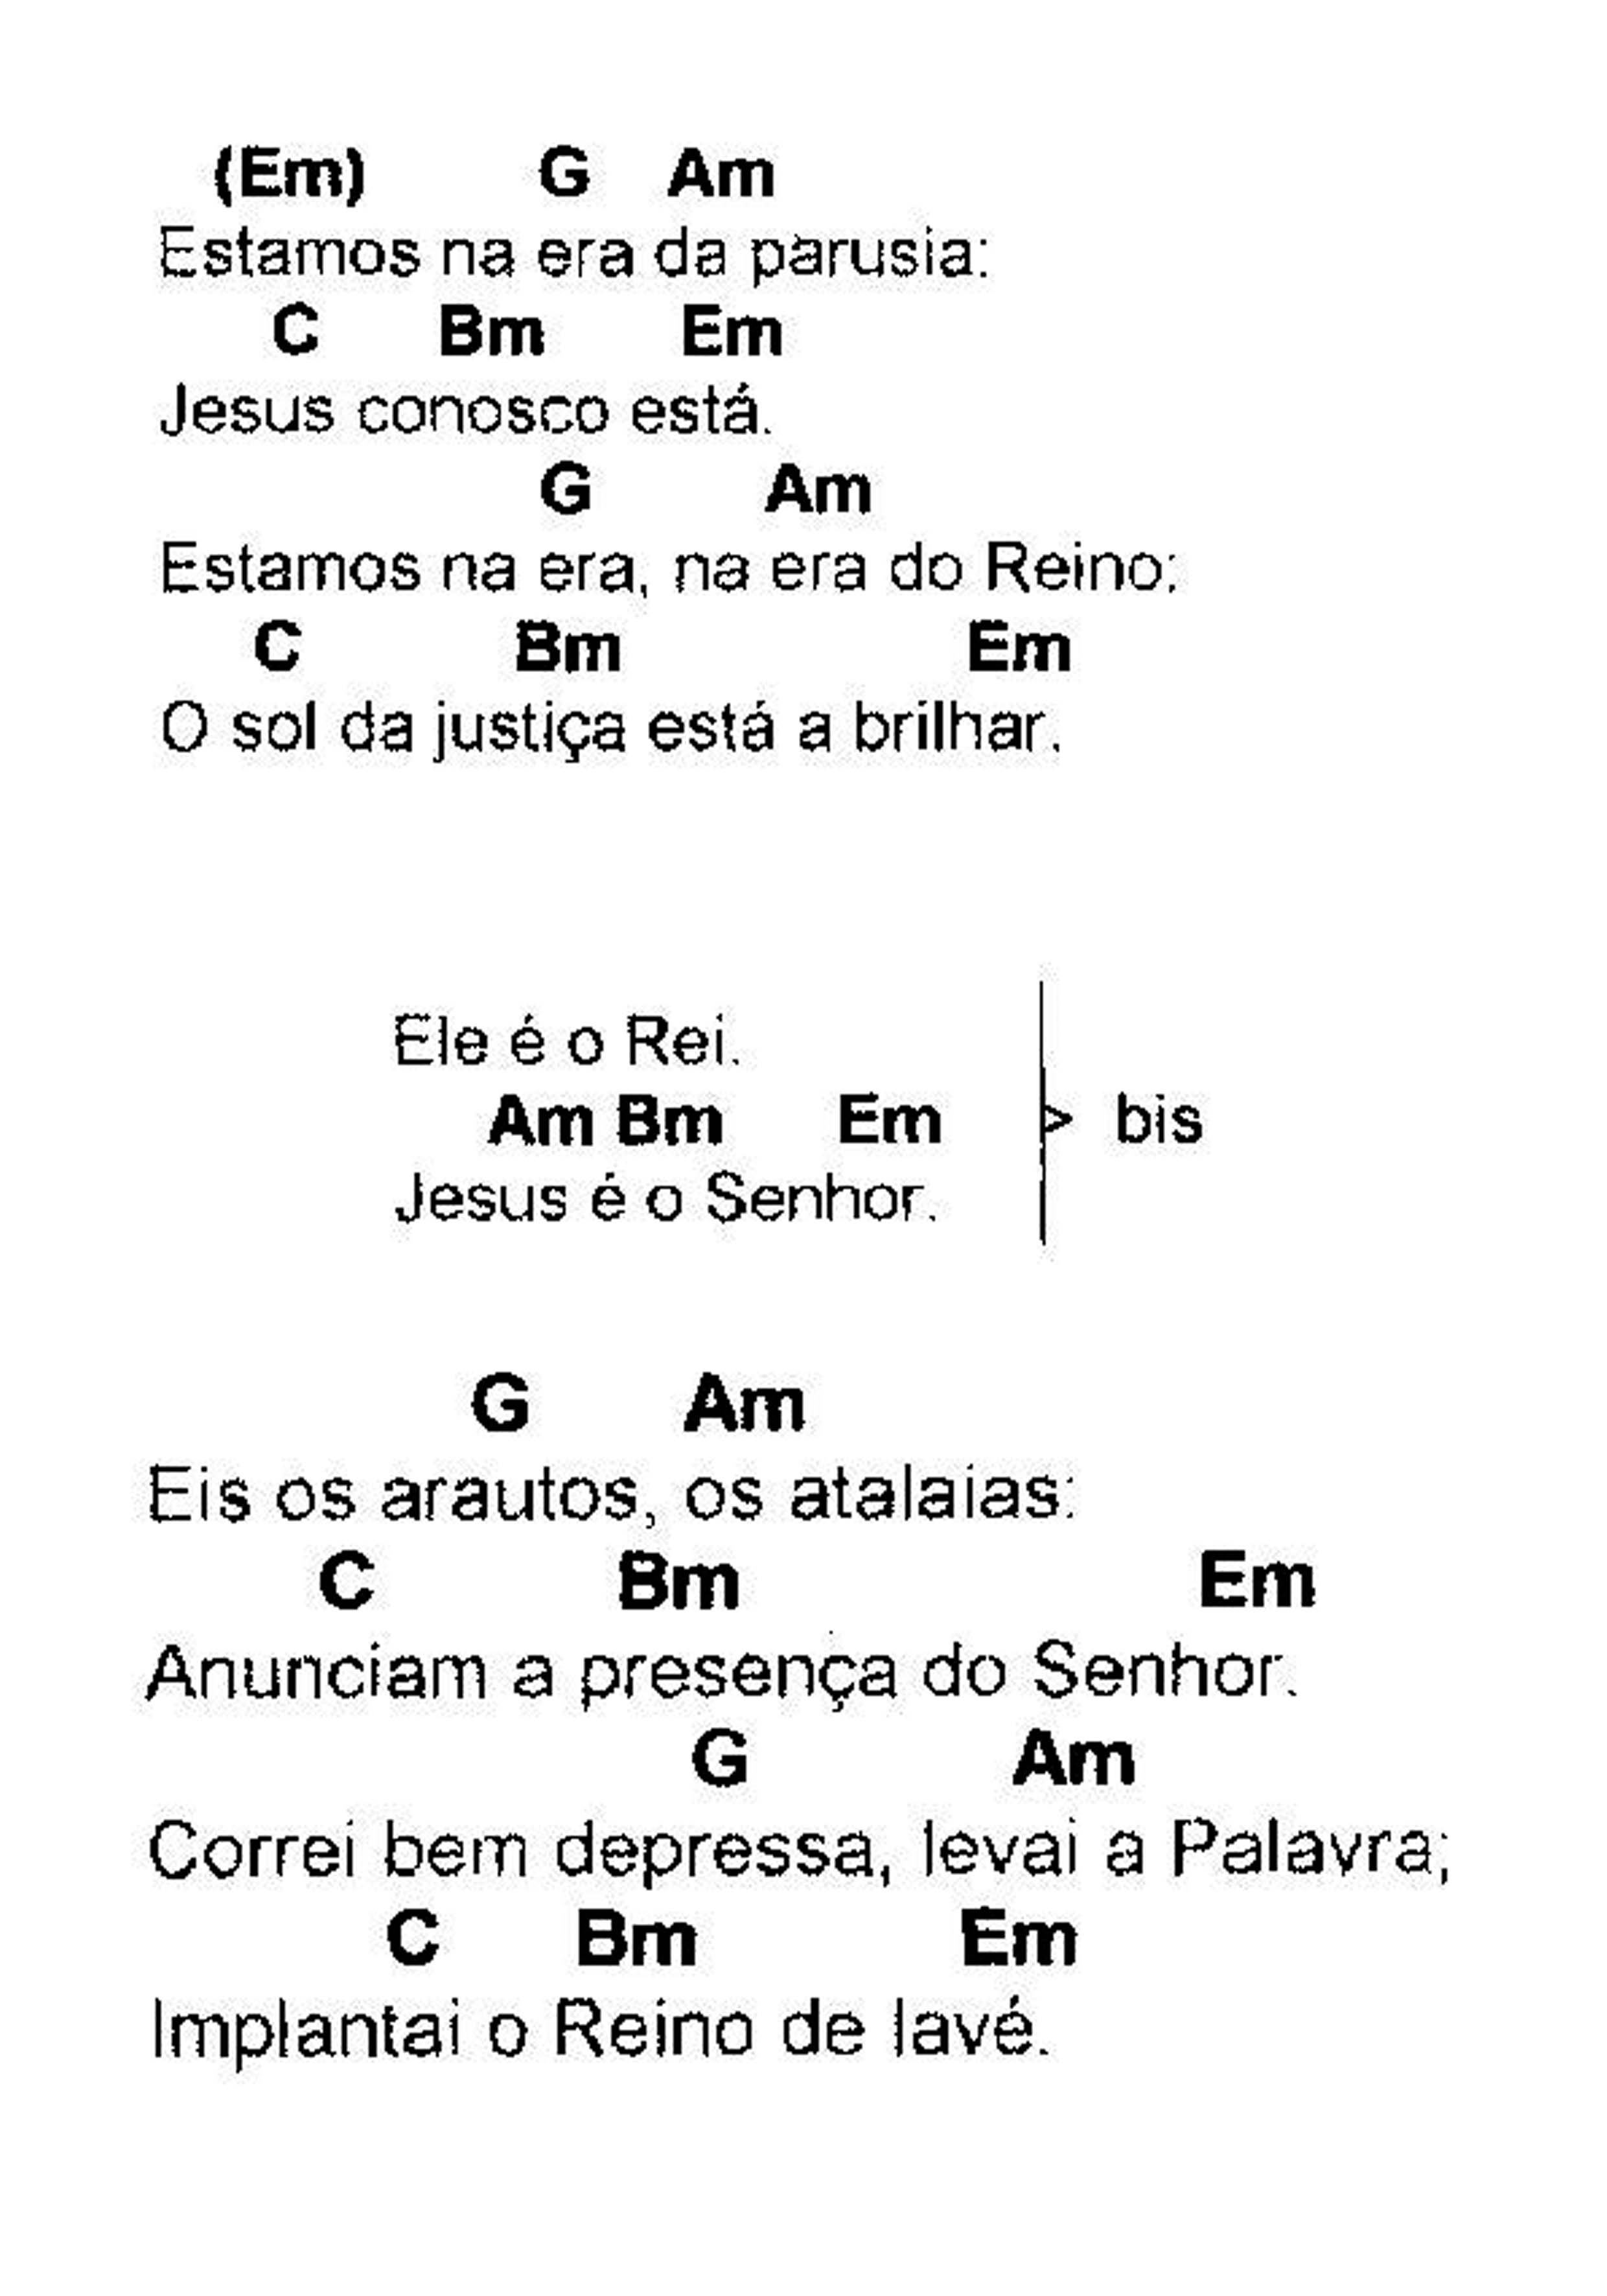 (Em) G Am
Estamos na era da parusia:
C Bm Em
Jesus conosco está.
G Am
Estamos na era, na era do Reino:
C Bm Em
O sol da justiça está a brilhar.
Ele é o Rei.
Am Bm Em
> bis
Jesus é o Senhor.
G Am
Eis os arautos, os atalaias:
C Bm Em
Anunciam a presença do Senhor.
G Am
Correi bem depressa, levai a Palavra;
C Bm Em
Implantai o Reino de Iavé.